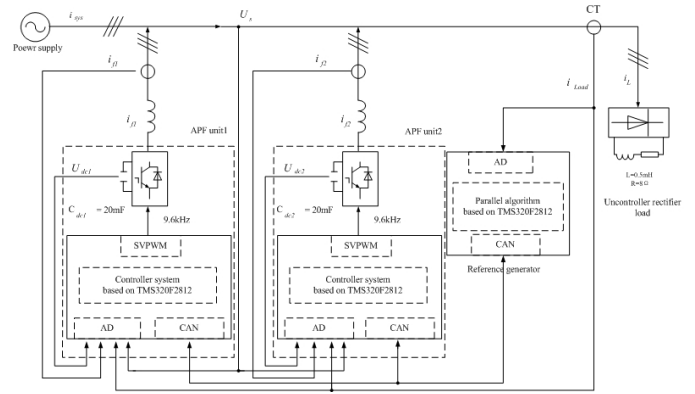 i sys
U s
CT
Poewr supply
i f1
i f2
i Load
i L
i f1
APF unit1
i f2
APF unit2
U dc1
U dc2
AD
L=0.5mH
R=8Ω
Parallel algorithm
based on TMS320F2812
Uncontroller rectifier
load
C dc1 = 20mF
9.6kHz
C dc2 = 20mF
9.6kHz
CAN
SVPWM
SVPWM
Reference generator
Controller system
based on TMS320F2812
Controller system
based on TMS320F2812
AD
CAN
AD
CAN